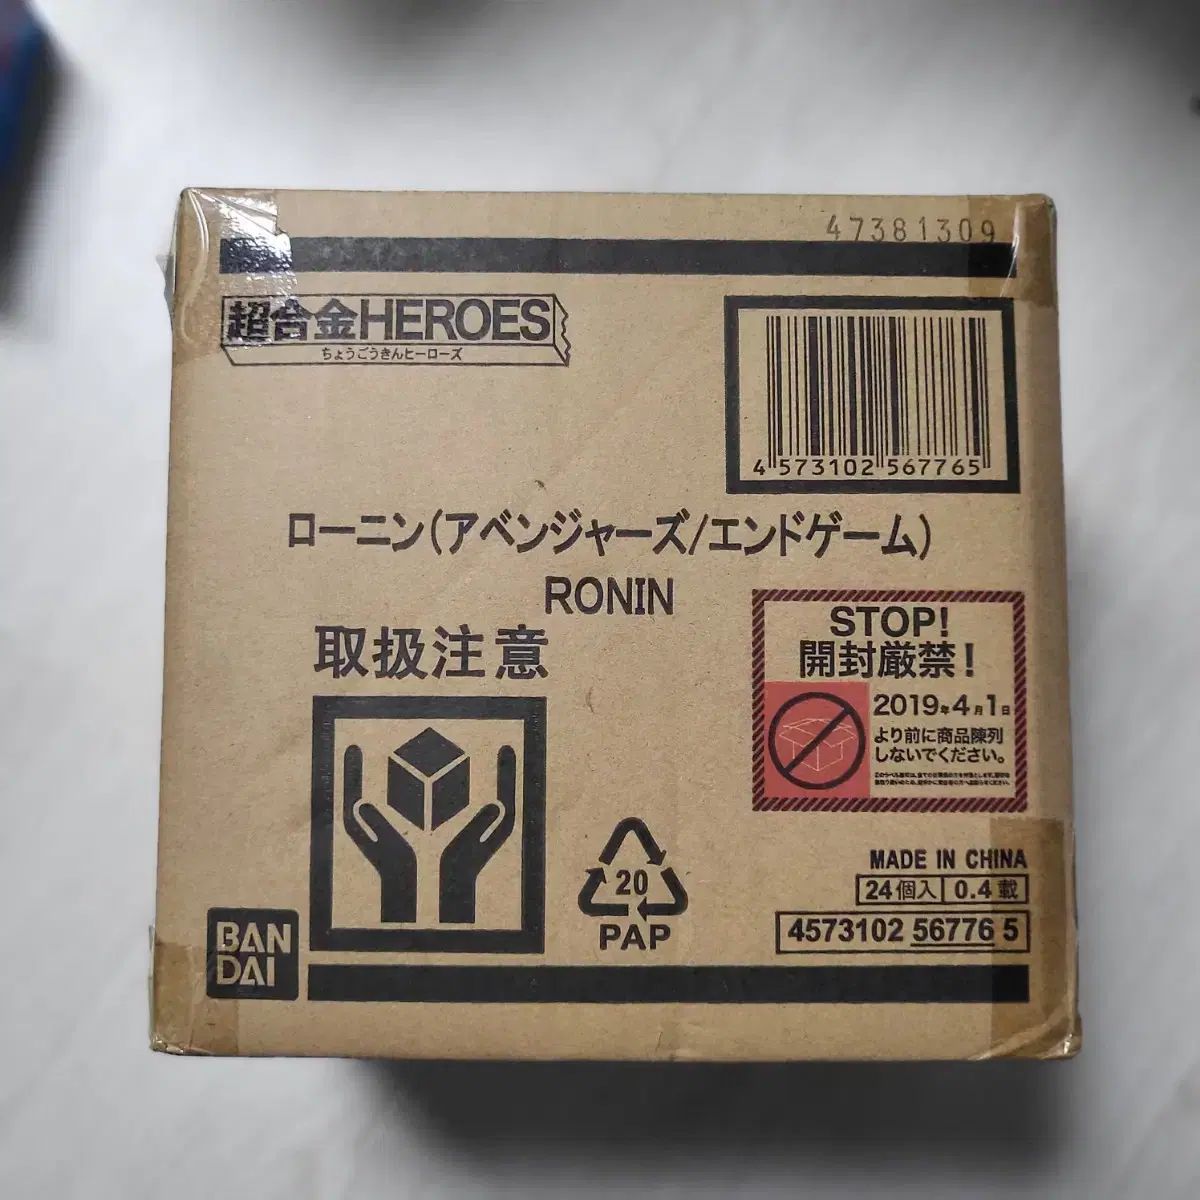 47381309
超合金HEROES
ちょうごうきんヒーローズ
4 573102 567765
ローニン(アベンジャーズ/エンドゲーム)
RONIN
取扱注意
STOP!
開封厳禁!
2019年4月1日
より前に商品陳列
しないでください。
20
PAP
MADE IN CHINA
24個入 0.4載
4573102 56776 5
BAN
DAI